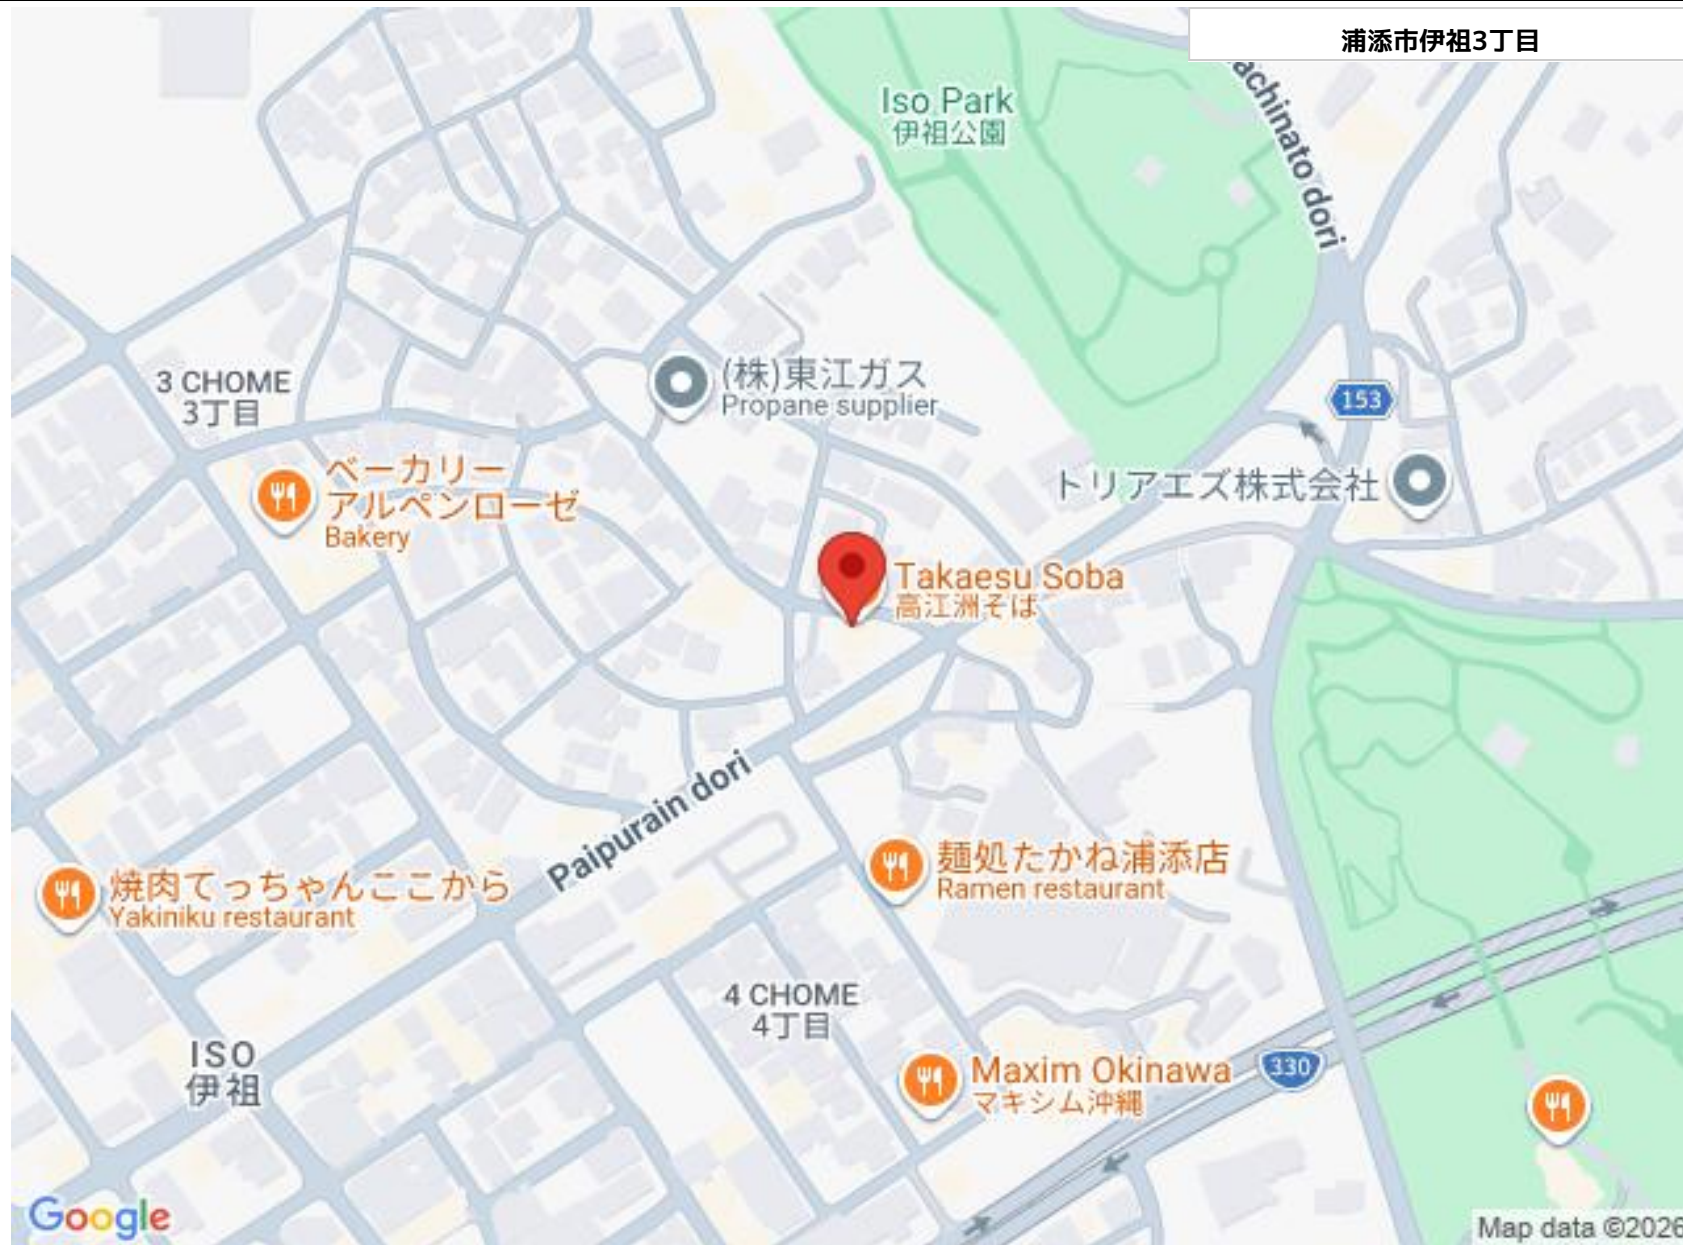 浦添市伊祖3丁目
achinato dori
Iso Park
伊祖公園
(株)東江ガス
Propane supplier
3 CHOME
3丁目
153
ベーカリー
アルペンローゼ
Bakery
トリアエズ株式会社
Takaesu Soba
高江洲そば
Paipurain dori
焼肉てっちゃんここから
Yakiniku restaurant
麺処たかね浦添店
Ramen restaurant
4 CHOME
4丁目
ISO
伊祖
Maxim Okinawa
マキシム沖縄
330
Google
Map data ©2026